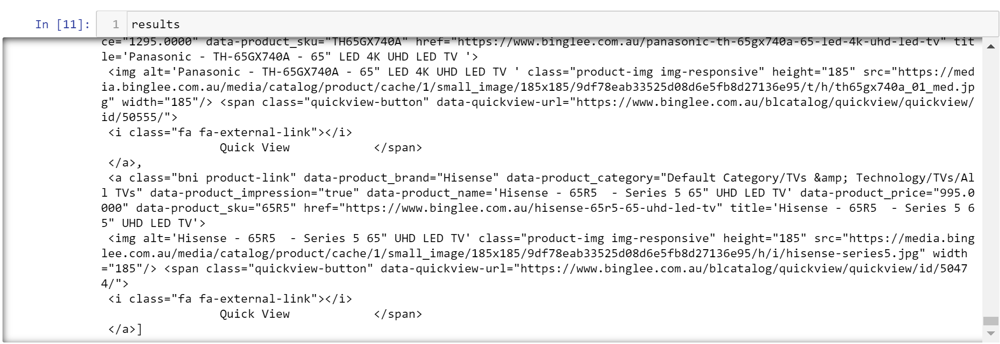 In [11]: 1 results
ce="1295.0000" data-product_sku="TH65GX740A" href="https://www.binglee.com.au/panasonic-th-65gx740a-65-led-4k-uhd-led-tv" tit
le='Panasonic - TH-65GX740A - 65" LED 4K UHD LED TV '>
<img alt='Panasonic - TH-65GX740A - 65" LED 4K UHD LED TV ' class="product-img img-responsive" height="185" src="https://med
ia.binglee.com.au/media/catalog/product/cache/1/small_image/185x185/9df78eab33525d08d6e5fb8d27136e95/t/h/th65gx740a_01_med.jp
g" width="185"/> <span class="quickview-button" data-quickview-url="https://www.binglee.com.au/blcatalog/quickview/quickview/
id/50555/">
<i class="fa fa-external-link"></i>
Quick View            </span>
</a>,
<a class="bni product-link" data-product_brand="Hisense" data-product_category="Default Category/TVs &amp; Technology/TVs/Al
l TVs" data-product_impression="true" data-product_name='Hisense - 65R5  - Series 5 65" UHD LED TV' data-product_price="995.0
000" data-product_sku="65R5" href="https://www.binglee.com.au/hisense-65r5-65-uhd-led-tv" title='Hisense - 65R5  - Series 5 6
5" UHD LED TV'>
<img alt='Hisense - 65R5  - Series 5 65" UHD LED TV' class="product-img img-responsive" height="185" src="https://media.bing
lee.com.au/media/catalog/product/cache/1/small_image/185x185/9df78eab33525d08d6e5fb8d27136e95/h/i/hisense-series5.jpg" width
="185"/> <span class="quickview-button" data-quickview-url="https://www.binglee.com.au/blcatalog/quickview/quickview/id/5047
4/">
<i class="fa fa-external-link"></i>
Quick View            </span>
</a>]